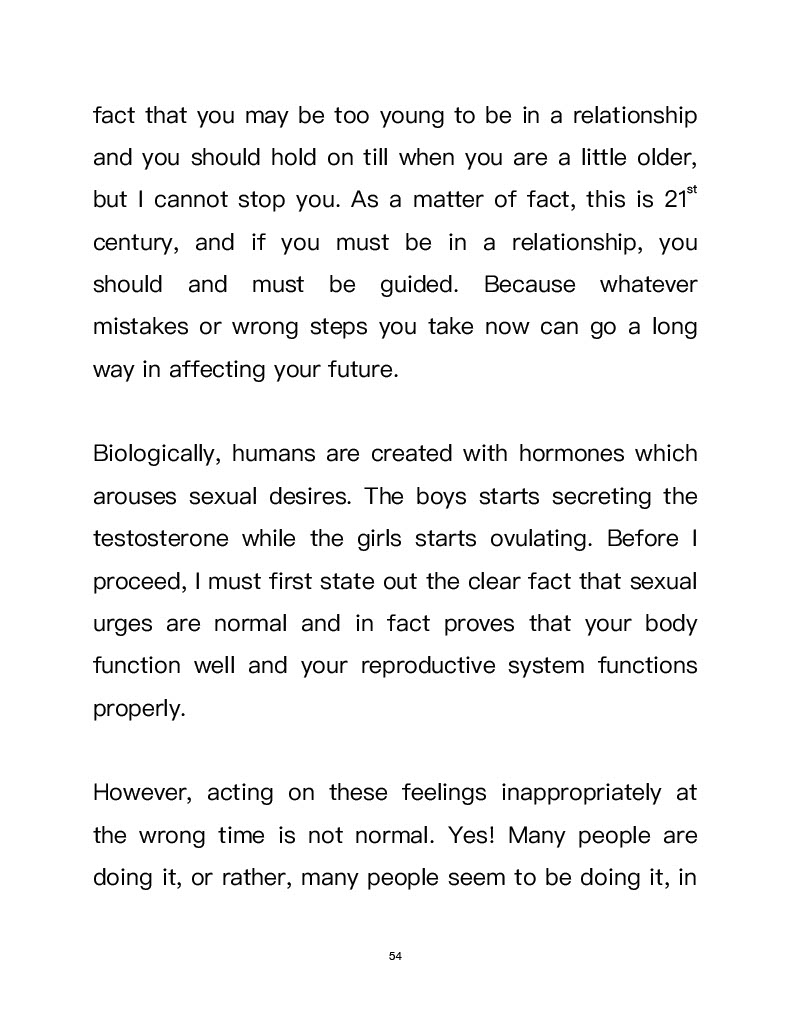 fact that you may be too young to be in a relationship
and you should hold on till when you are a little older,
but I cannot stop you. As a matter of fact, this is 21st
century, and if you must be in a relationship, you
should and must be guided. Because whatever
mistakes or wrong steps you take now can go a long
way in affecting your future.
Biologically, humans are created with hormones which
arouses sexual desires. The boys starts secreting the
testosterone while the girls starts ovulating. Before I
proceed, I must first state out the clear fact that sexual
urges are normal and in fact proves that your body
function well and your reproductive system functions
properly.
However, acting on these feelings inappropriately at
the wrong time is not normal. Yes! Many people are
doing it, or rather, many people seem to be doing it, in
54